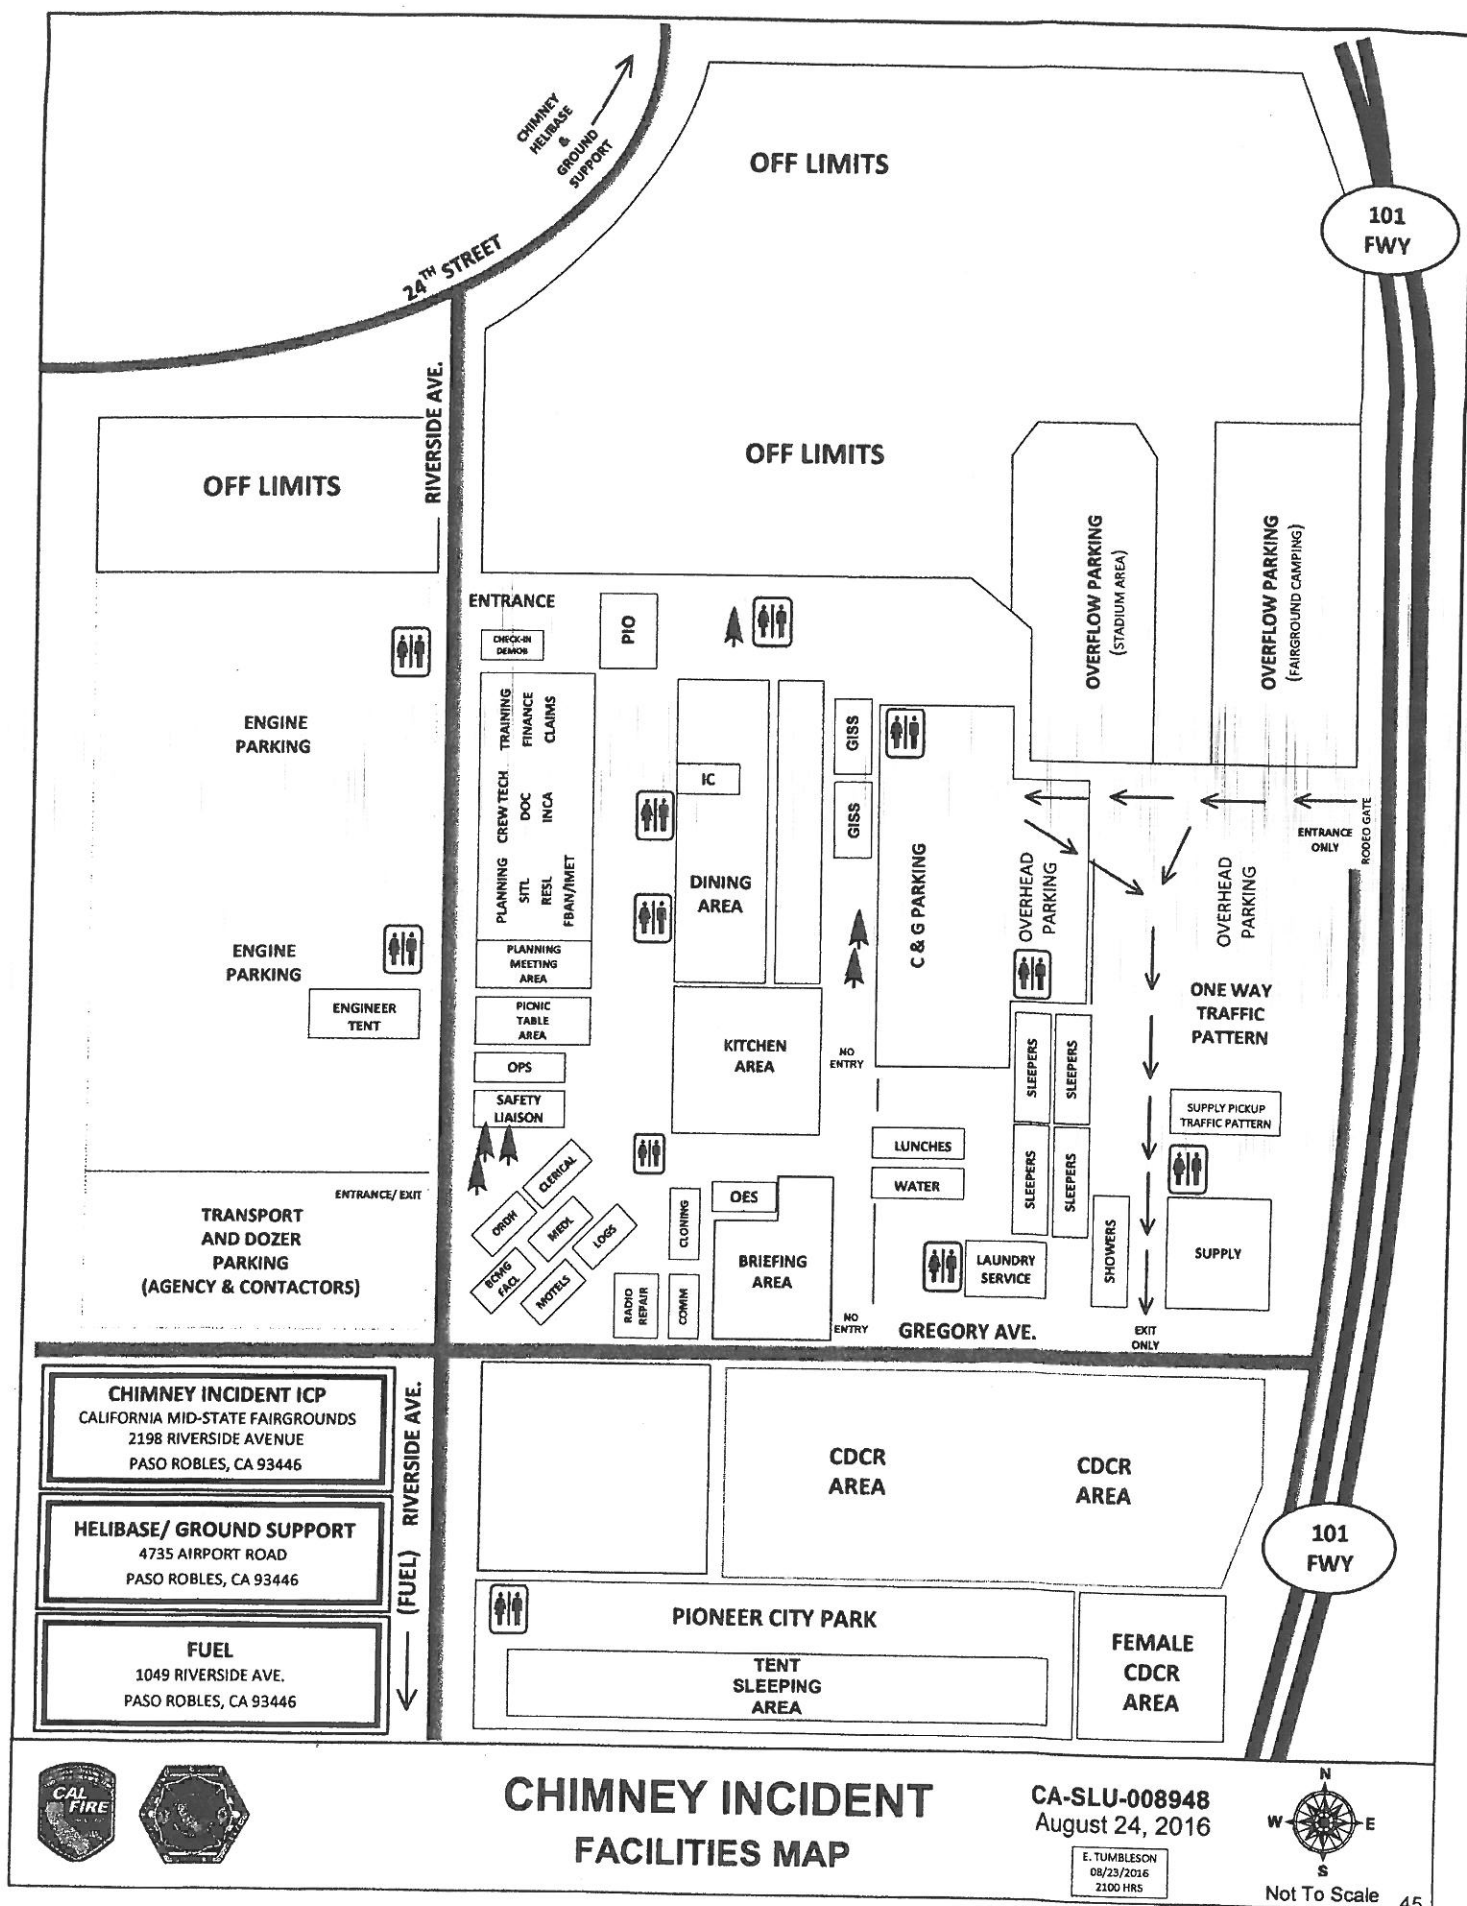 CHIMNEY
HELIBASE
&
GROUND
SUPPORT
OFF LIMITS
101
FWY
24TH STREET
RIVERSIDE AVE.
OFF LIMITS
OFF LIMITS
OVERFLOW PARKING
(STADIUM AREA)
OVERFLOW PARKING
(FAIRGROUND CAMPING)
ENTRANCE
CHECK-IN
DEMOB
PIO
ENGINE
PARKING
TRAINING
FINANCE
CLAIMS
CREW TECH
DOC
INCA
PLANNING
SITL
RESL
FBAN/IMET
IC
GISS
GISS
DINING
AREA
C & G PARKING
OVERHEAD
PARKING
OVERHEAD
PARKING
ENTRANCE
ONLY
RODEO GATE
ENGINE
PARKING
ENGINEER
TENT
PLANNING
MEETING
AREA
PICNIC
TABLE
AREA
OPS
SAFETY
LIAISON
KITCHEN
AREA
NO
ENTRY
SLEEPERS
SLEEPERS
SLEEPERS
SLEEPERS
ONE WAY
TRAFFIC
PATTERN
SUPPLY PICKUP
TRAFFIC PATTERN
LUNCHES
WATER
ENTRANCE/ EXIT
TRANSPORT
AND DOZER
PARKING
(AGENCY & CONTACTORS)
CLERICAL
ORDM
MEDL
LOGS
BCMG
FACL
MOTELS
CLONING
OES
RADIO
REPAIR
COMM
BRIEFING
AREA
LAUNDRY
SERVICE
SHOWERS
SUPPLY
NO
ENTRY
GREGORY AVE.
EXIT
ONLY
CHIMNEY INCIDENT ICP
CALIFORNIA MID-STATE FAIRGROUNDS
2198 RIVERSIDE AVENUE
PASO ROBLES, CA 93446
HELIBASE/ GROUND SUPPORT
4735 AIRPORT ROAD
PASO ROBLES, CA 93446
FUEL
1049 RIVERSIDE AVE.
PASO ROBLES, CA 93446
RIVERSIDE AVE.
(FUEL)
CDCR
AREA
CDCR
AREA
101
FWY
PIONEER CITY PARK
TENT
SLEEPING
AREA
FEMALE
CDCR
AREA
CAL
FIRE
CHIMNEY INCIDENT
FACILITIES MAP
CA-SLU-008948
August 24, 2016
E. TUMBLESON
08/23/2016
2100 HRS
N
W
E
S
Not To Scale
45